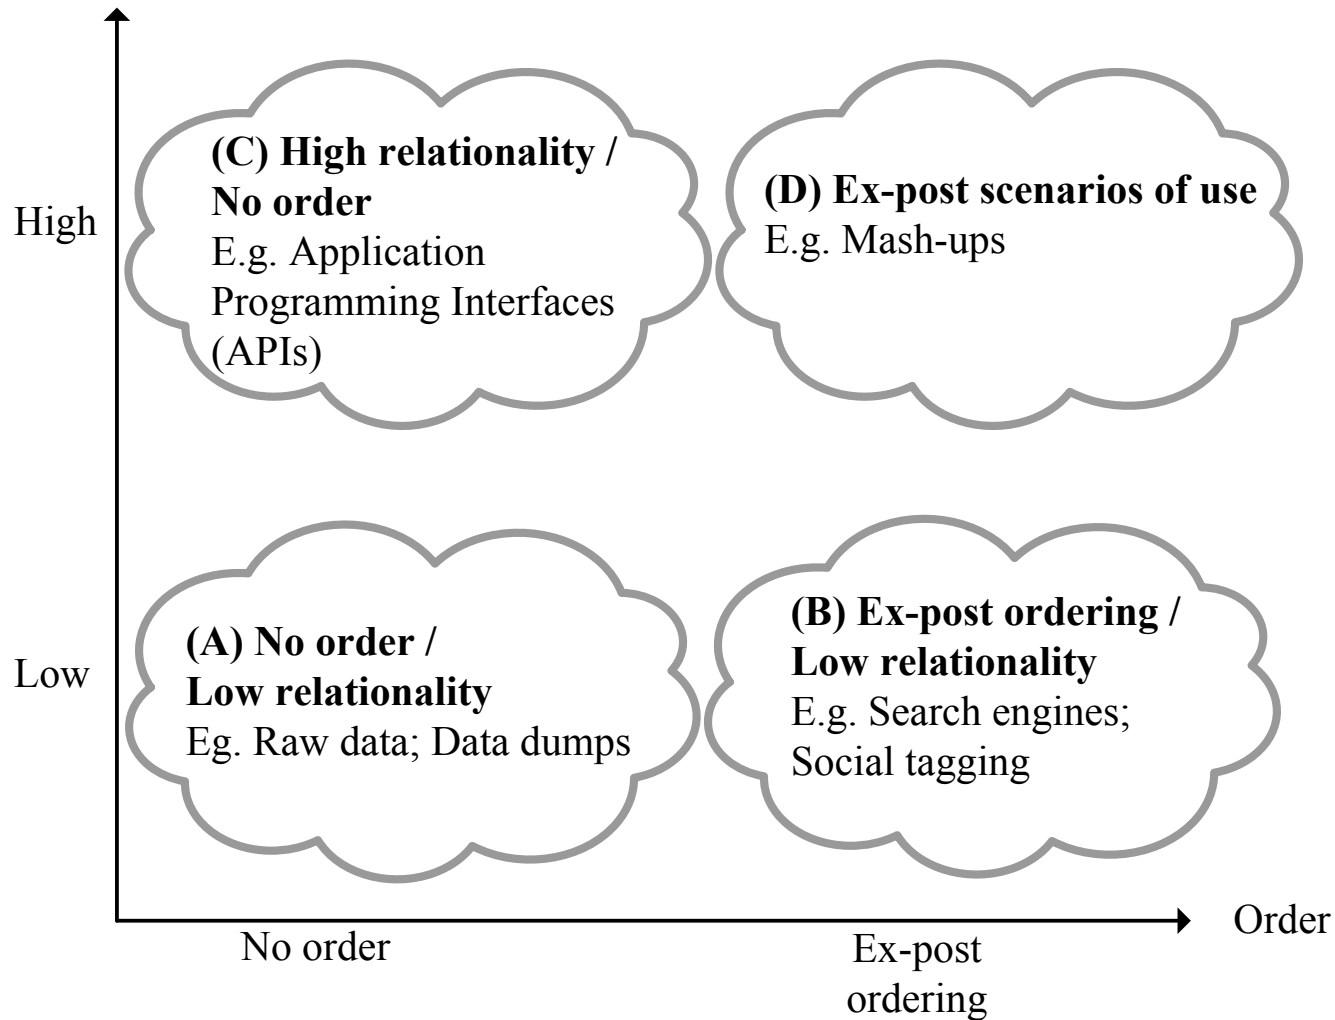 High
(C) High relationality /
No order
E.g. Application
Programming Interfaces
(APIs)
(D) Ex-post scenarios of use
E.g. Mash-ups
Low
(A) No order /
Low relationality
Eg. Raw data; Data dumps
(B) Ex-post ordering /
Low relationality
E.g. Search engines;
Social tagging
No order
Ex-post
ordering
Order